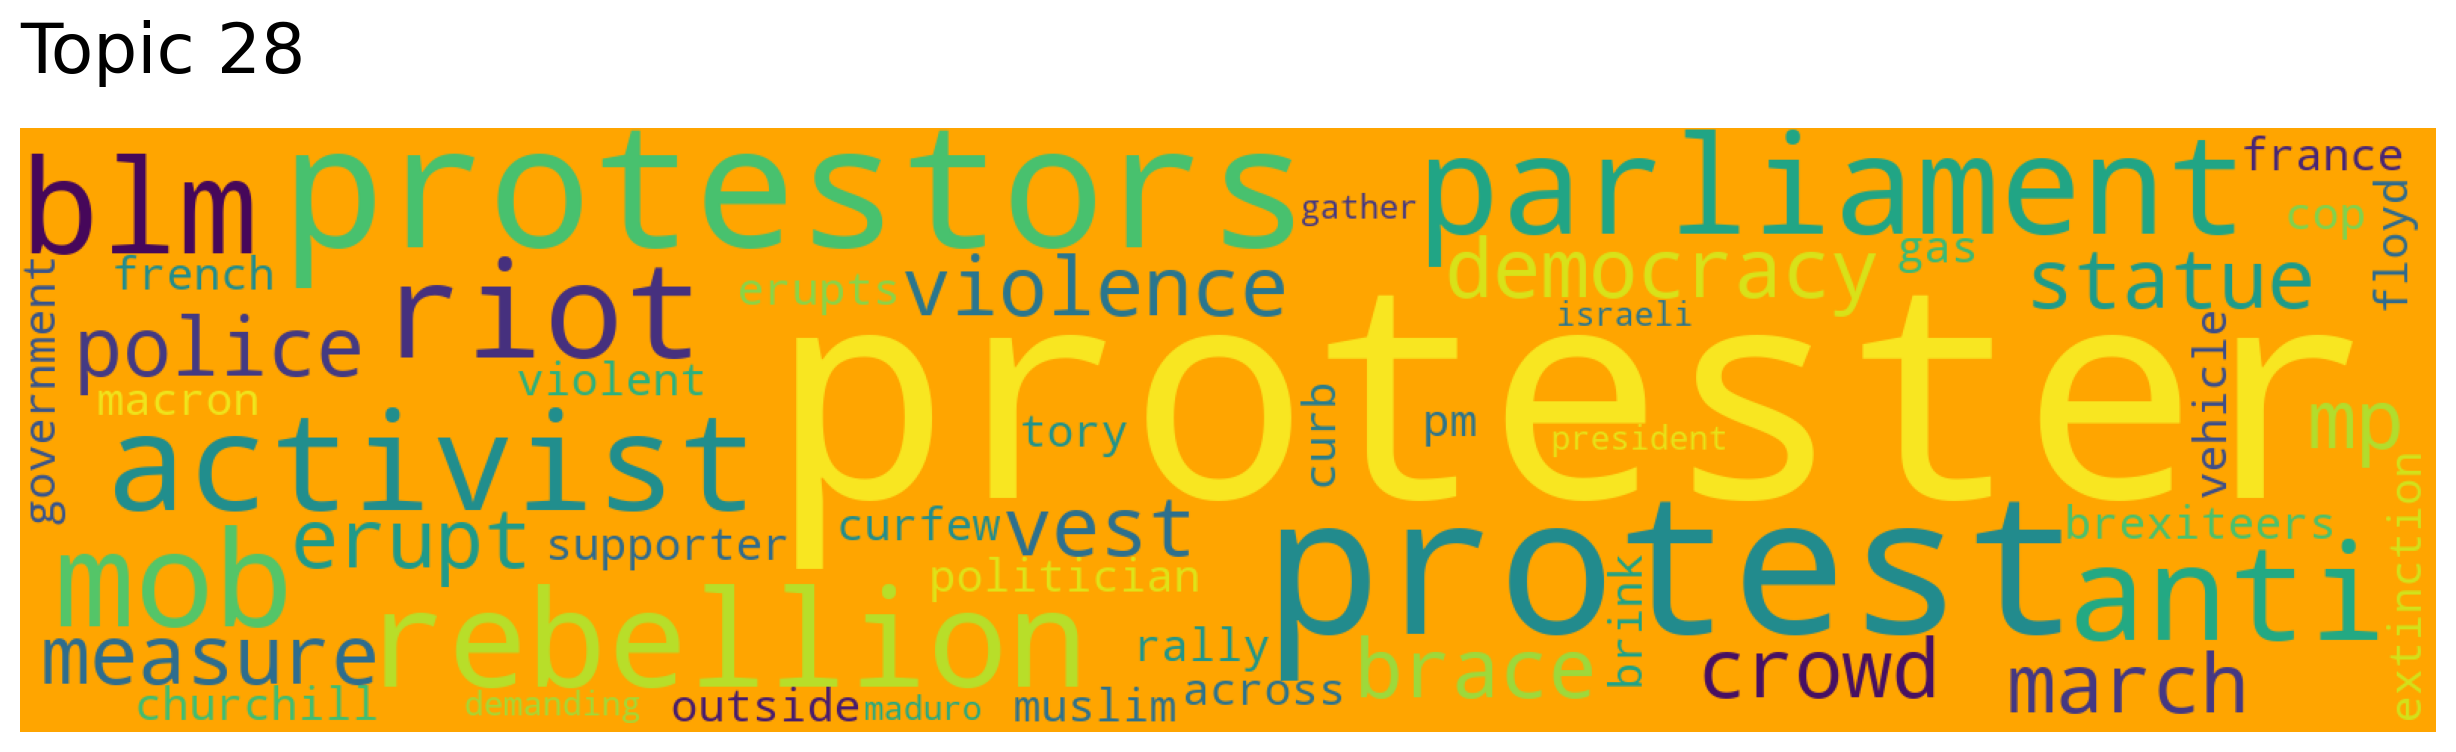 Topic 28
blm
protestors
gather
parliament
france
cop
floyd
government
french
riot
erupts
violence
democracy
gas
statue
israeli
police
macron
violent
activist
protester
tory
curb
pm
president
vehicle
mp
extinction
mob
erupt
supporter
curfew
vest
politician
protest
brexiteers
anti
measure
rebellion
rally
brink
brace
crowd
march
churchill
demanding
outside
maduro
muslim
across